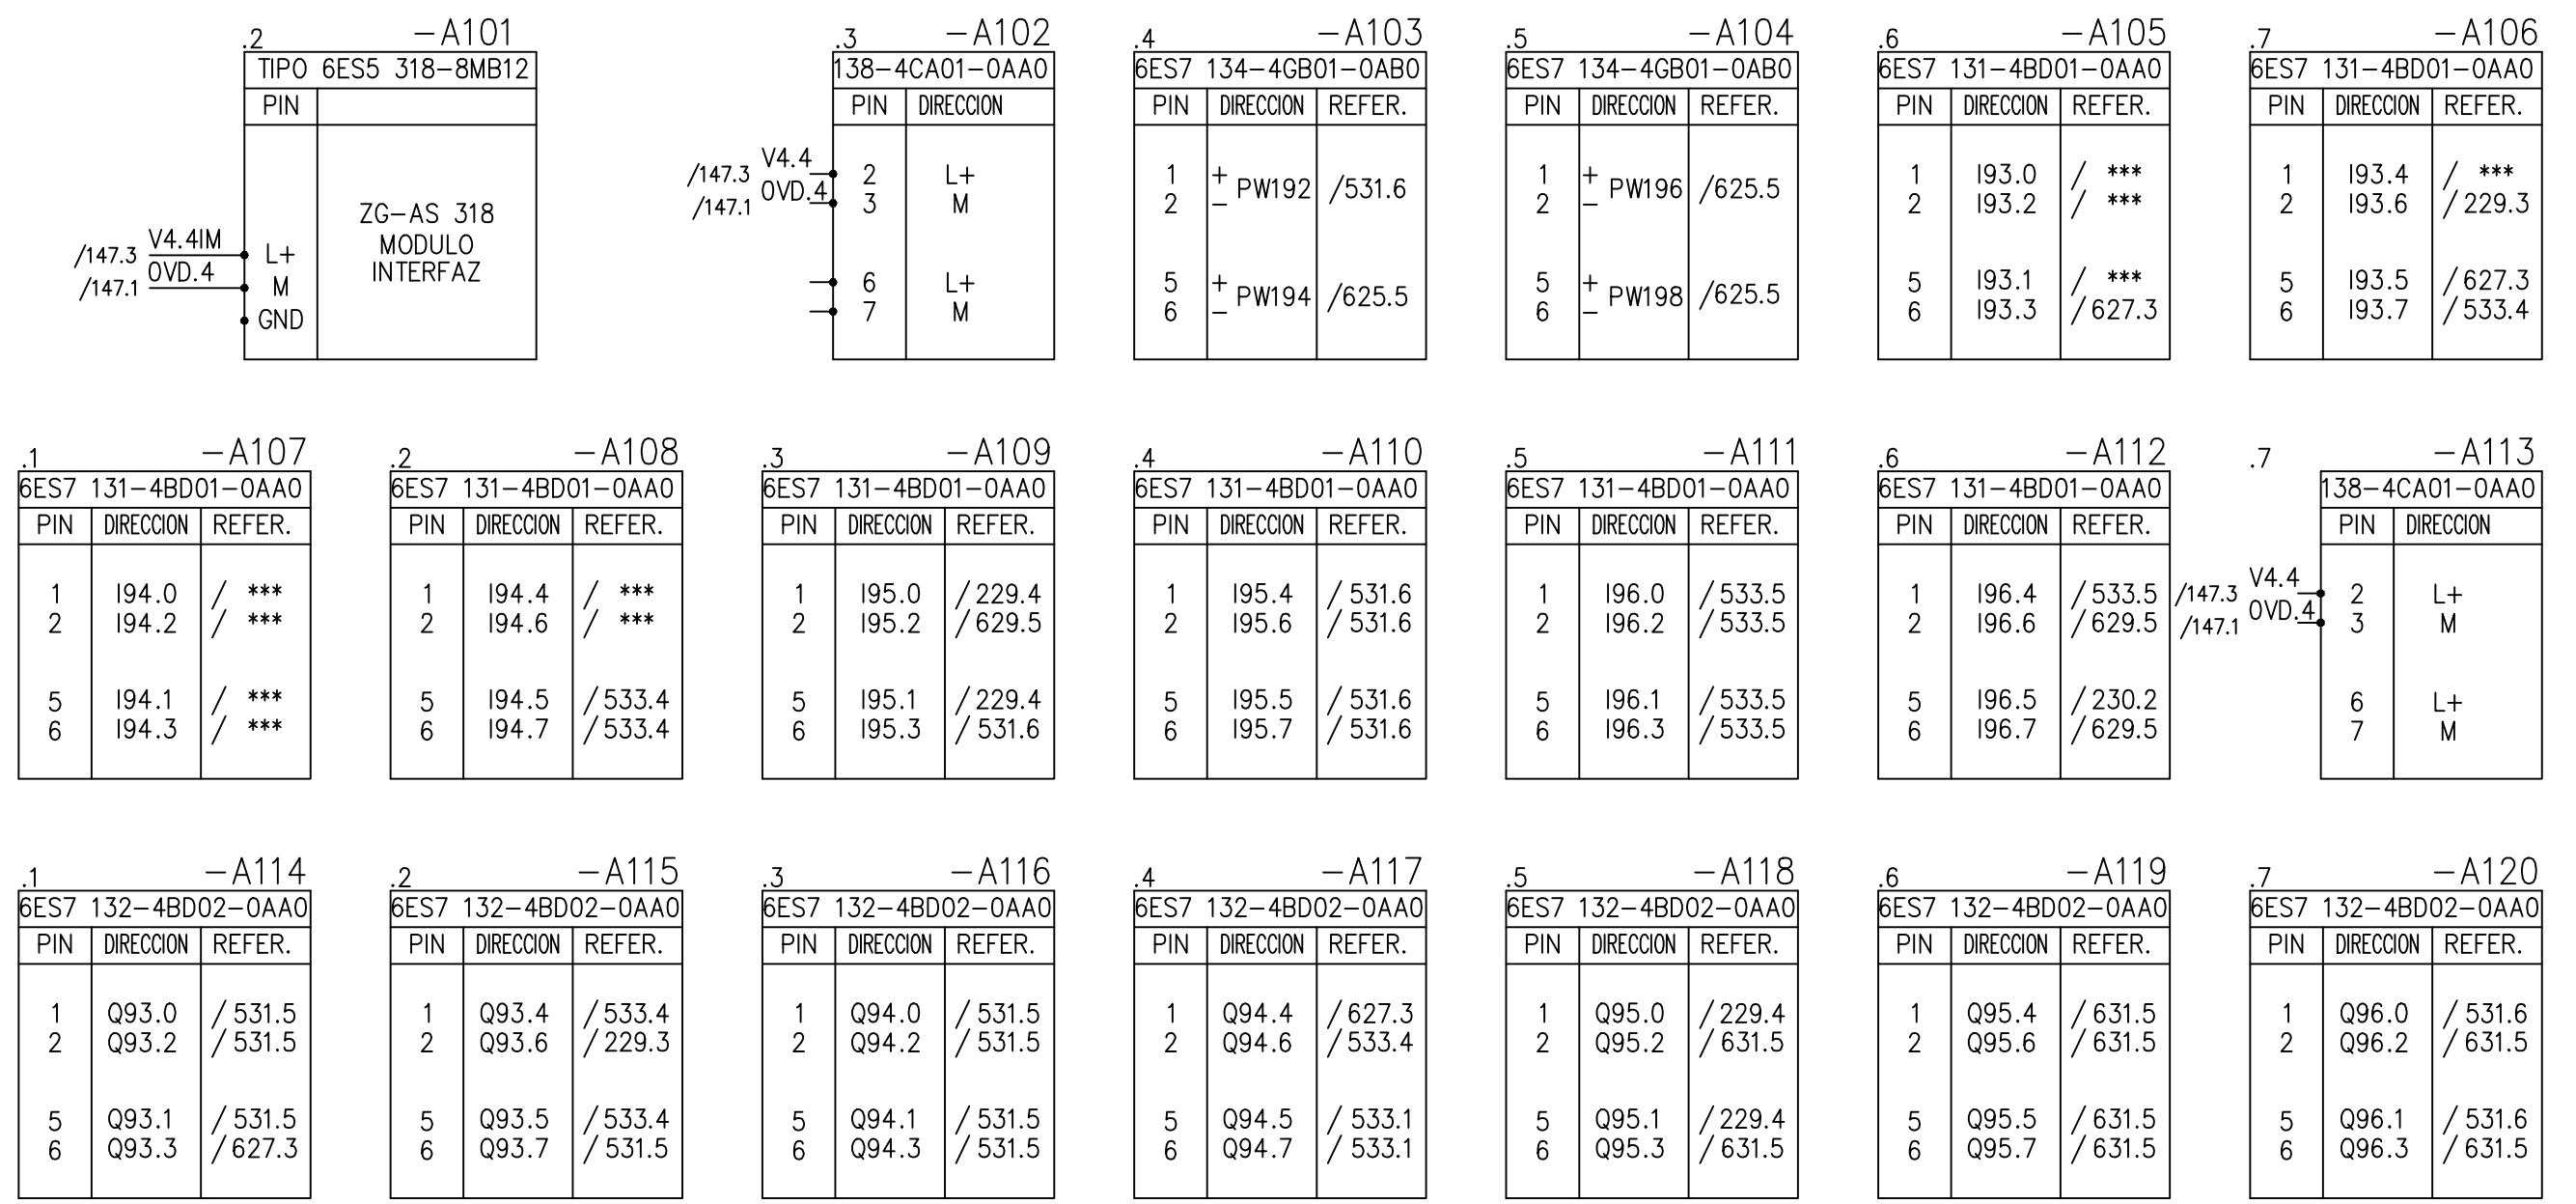 .2 -A101
TIPO 6ES5 318-8MB12
PIN
ZG-AS 318
MODULO
INTERFAZ
/147.3 V4.4IM L+
/147.1 0VD.4 M
GND
.3 -A102
138-4CA01-0AA0
PIN DIRECCION
/147.3 V4.4 2 L+
/147.1 0VD.4 3 M
6 L+
7 M
.4 -A103
6ES7 134-4GB01-0AB0
PIN DIRECCION REFER.
1 + PW192 /531.6
2 -
5 + PW194 /625.5
6 -
.5 -A104
6ES7 134-4GB01-0AB0
PIN DIRECCION REFER.
1 + PW196 /625.5
2 -
5 + PW198 /625.5
6 -
.6 -A105
6ES7 131-4BD01-0AA0
PIN DIRECCION REFER.
1 I93.0 / ***
2 I93.2 / ***
5 I93.1 / ***
6 I93.3 /627.3
.7 -A106
6ES7 131-4BD01-0AA0
PIN DIRECCION REFER.
1 I93.4 / ***
2 I93.6 /229.3
5 I93.5 /627.3
6 I93.7 /533.4
.1 -A107
6ES7 131-4BD01-0AA0
PIN DIRECCION REFER.
1 I94.0 / ***
2 I94.2 / ***
5 I94.1 / ***
6 I94.3 / ***
.2 -A108
6ES7 131-4BD01-0AA0
PIN DIRECCION REFER.
1 I94.4 / ***
2 I94.6 / ***
5 I94.5 /533.4
6 I94.7 /533.4
.3 -A109
6ES7 131-4BD01-0AA0
PIN DIRECCION REFER.
1 I95.0 /229.4
2 I95.2 /629.5
5 I95.1 /229.4
6 I95.3 /531.6
.4 -A110
6ES7 131-4BD01-0AA0
PIN DIRECCION REFER.
1 I95.4 /531.6
2 I95.6 /531.6
5 I95.5 /531.6
6 I95.7 /531.6
.5 -A111
6ES7 131-4BD01-0AA0
PIN DIRECCION REFER.
1 I96.0 /533.5
2 I96.2 /533.5
5 I96.1 /533.5
6 I96.3 /533.5
.6 -A112
6ES7 131-4BD01-0AA0
PIN DIRECCION REFER.
1 I96.4 /533.5
2 I96.6 /629.5
5 I96.5 /230.2
6 I96.7 /629.5
.7 -A113
138-4CA01-0AA0
PIN DIRECCION
/147.3 V4.4 2 L+
/147.1 0VD.4 3 M
6 L+
7 M
.1 -A114
6ES7 132-4BD02-0AA0
PIN DIRECCION REFER.
1 Q93.0 /531.5
2 Q93.2 /531.5
5 Q93.1 /531.5
6 Q93.3 /627.3
.2 -A115
6ES7 132-4BD02-0AA0
PIN DIRECCION REFER.
1 Q93.4 /533.4
2 Q93.6 /229.3
5 Q93.5 /533.4
6 Q93.7 /531.5
.3 -A116
6ES7 132-4BD02-0AA0
PIN DIRECCION REFER.
1 Q94.0 /531.5
2 Q94.2 /531.5
5 Q94.1 /531.5
6 Q94.3 /531.5
.4 -A117
6ES7 132-4BD02-0AA0
PIN DIRECCION REFER.
1 Q94.4 /627.3
2 Q94.6 /533.4
5 Q94.5 /533.1
6 Q94.7 /533.1
.5 -A118
6ES7 132-4BD02-0AA0
PIN DIRECCION REFER.
1 Q95.0 /229.4
2 Q95.2 /631.5
5 Q95.1 /229.4
6 Q95.3 /631.5
.6 -A119
6ES7 132-4BD02-0AA0
PIN DIRECCION REFER.
1 Q95.4 /631.5
2 Q95.6 /631.5
5 Q95.5 /631.5
6 Q95.7 /631.5
.7 -A120
6ES7 132-4BD02-0AA0
PIN DIRECCION REFER.
1 Q96.0 /531.6
2 Q96.2 /631.5
5 Q96.1 /531.6
6 Q96.3 /631.5